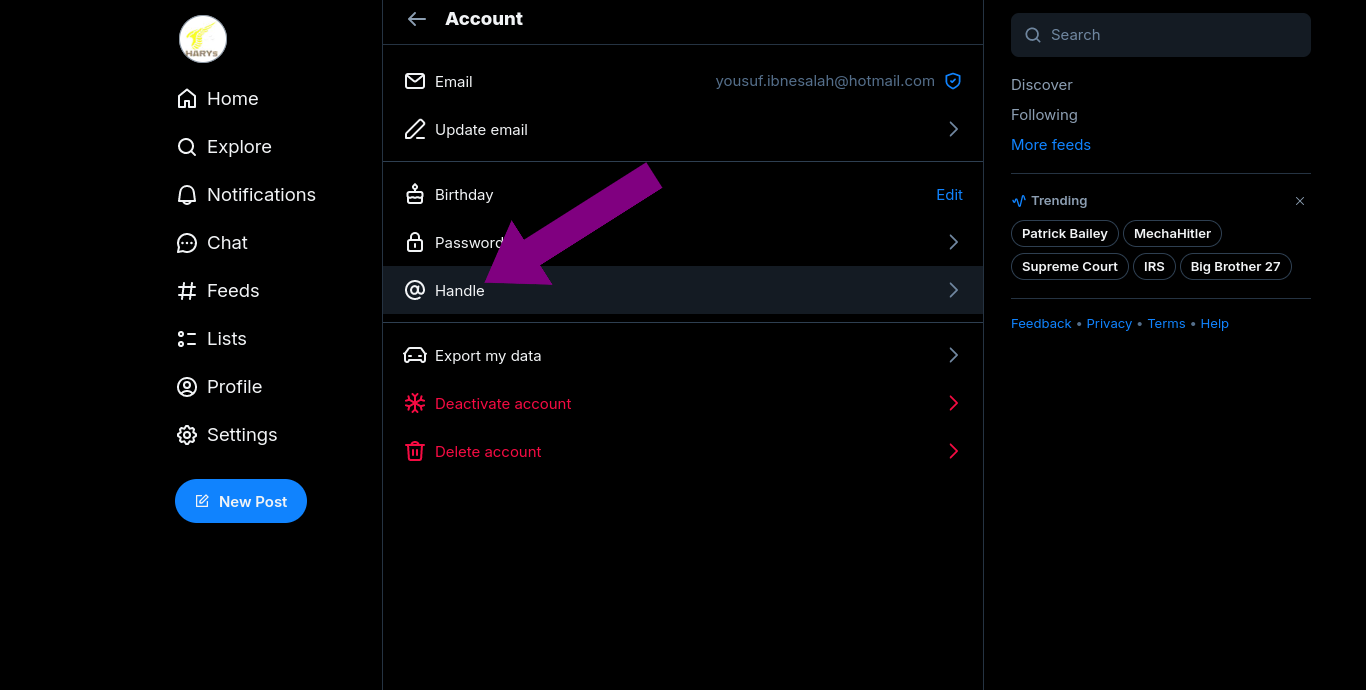 HARYs
Home
Explore
Notifications
Chat
Feeds
Lists
Profile
Settings
New Post
Account
Email yousuf.ibnesalah@hotmail.com
Update email
Birthday Edit
Password
Handle
Export my data
Deactivate account
Delete account
Search
Discover
Following
More feeds
Trending
Patrick Bailey MechaHitler
Supreme Court IRS Big Brother 27
Feedback • Privacy • Terms • Help